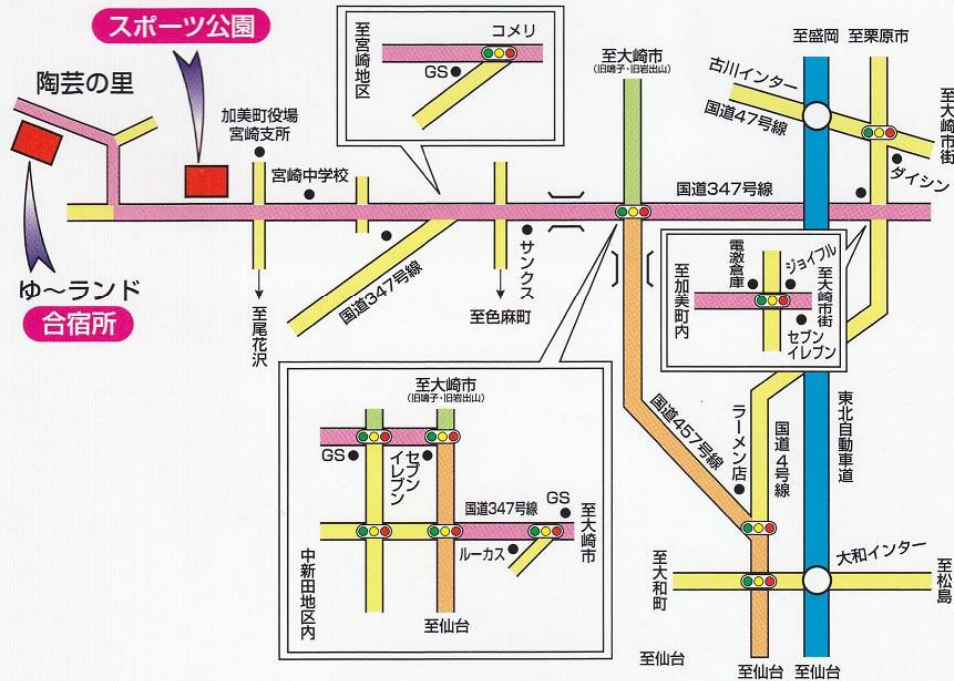 スポーツ公園
陶芸の里
加美町役場
宮崎支所
宮崎中学校
ゆ〜ランド
合宿所
至尾花沢
国道347号線
至宮崎地区
コメリ
GS
サンクス
至色麻町
至大崎市
(旧鳴子・旧岩出山)
国道347号線
至盛岡
至栗原市
古川インター
国道47号線
至大崎市街
ダイシン
電激倉庫
ジョイフル
至加美町内
至大崎市街
セブン
イレブン
国道457号線
ラーメン店
国道4号線
東北自動車道
大和インター
至大和町
至松島
至仙台
至仙台
至仙台
至大崎市
(旧鳴子・旧岩出山)
GS
セブン
イレブン
国道347号線
GS
至大崎市
ルーカス
中新田地区内
至仙台